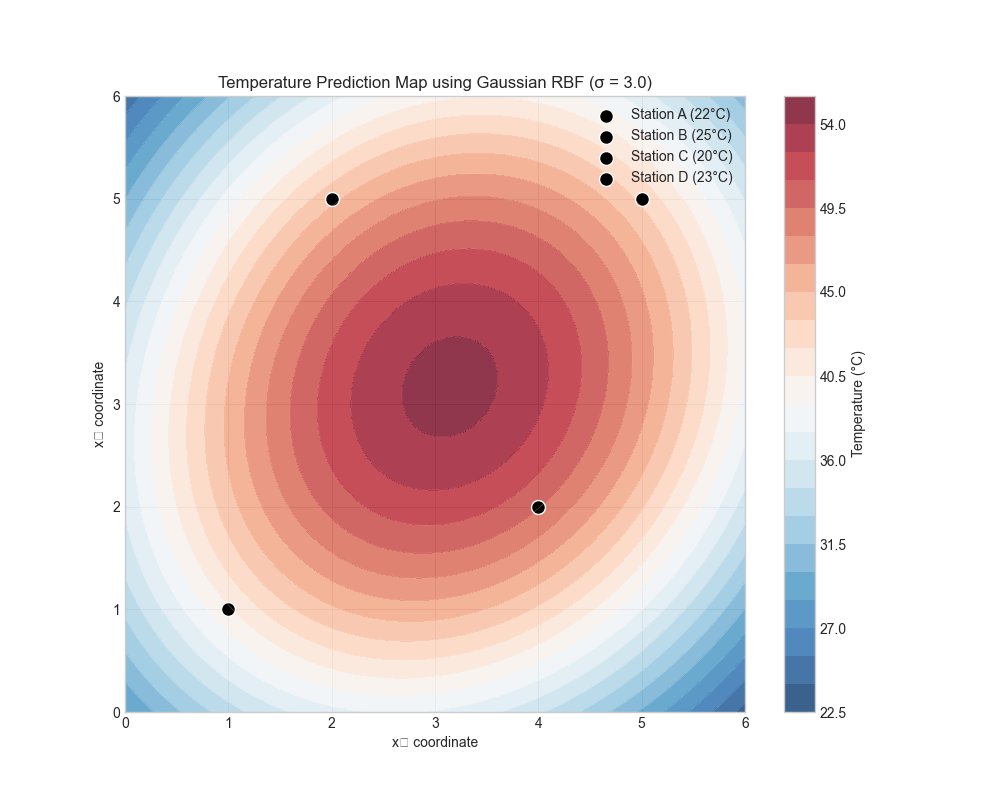 Temperature Prediction Map using Gaussian RBF (σ = 3.0)
Station A (22°C)
Station B (25°C)
Station C (20°C)
Station D (23°C)
6
5
4
3
2
1
0
x▯ coordinate
0 1 2 3 4 5 6
x▯ coordinate
54.0
49.5
45.0
40.5
36.0
31.5
27.0
22.5
Temperature (°C)